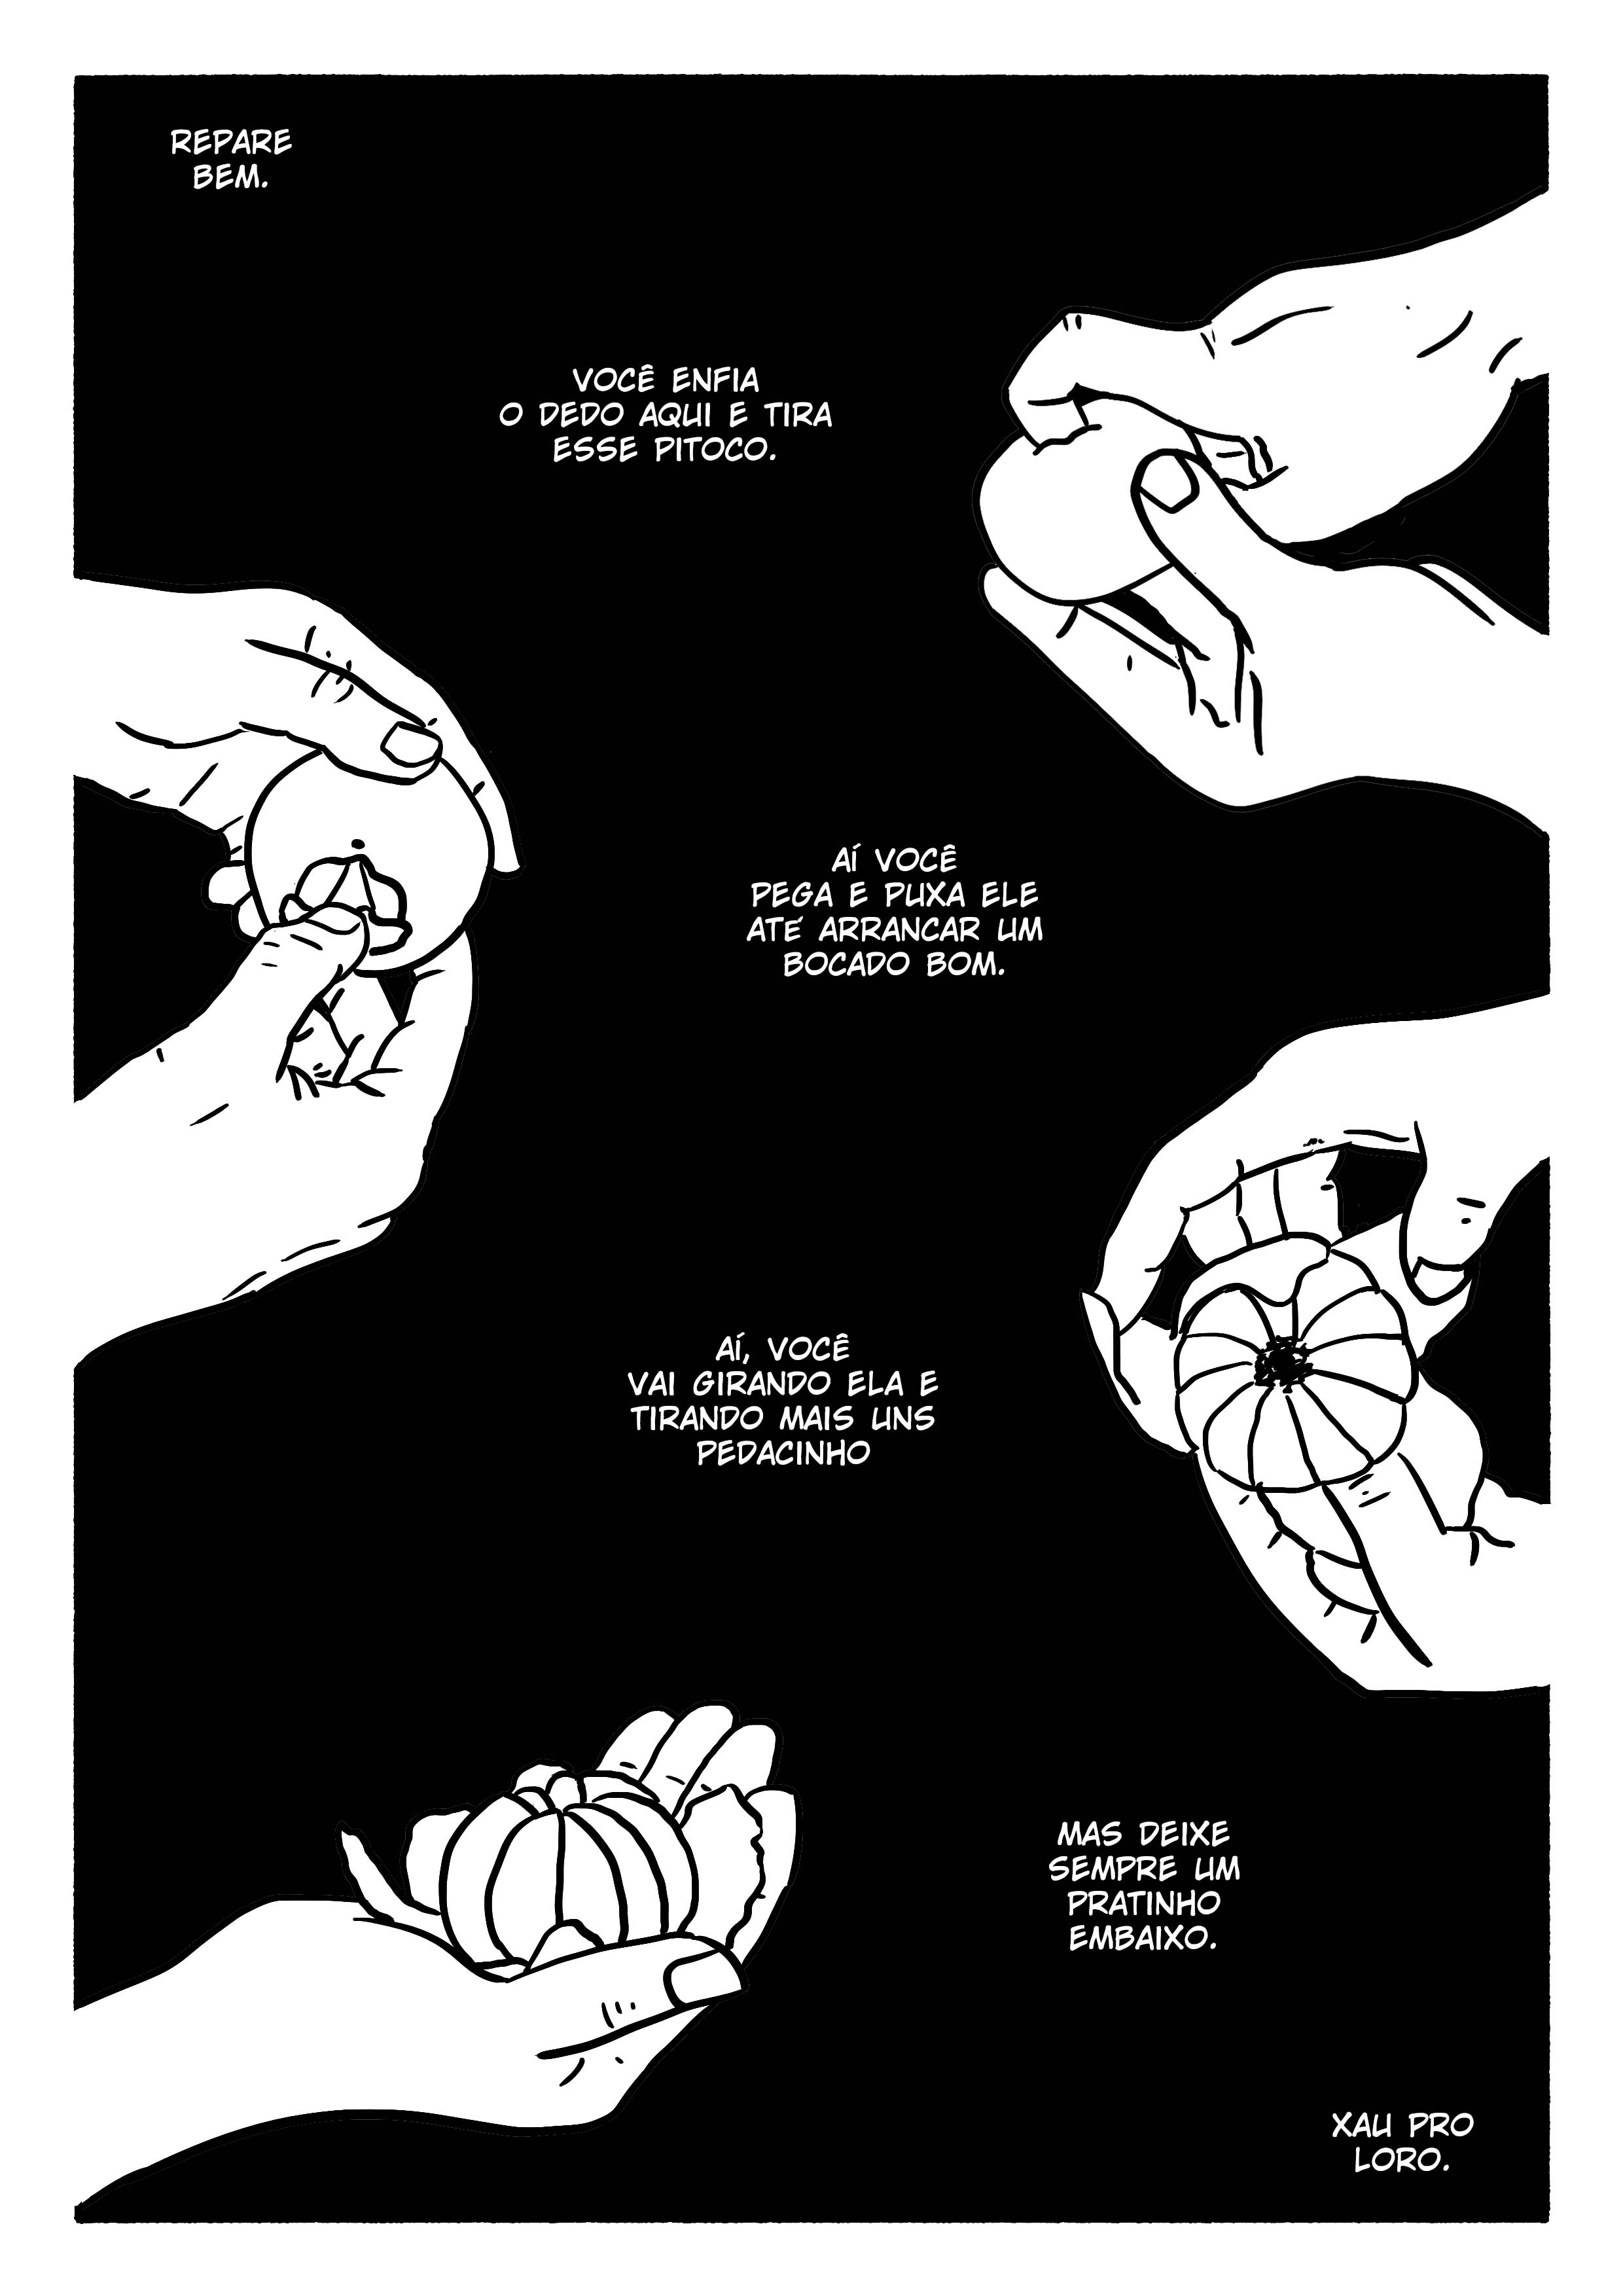 REPARE
BEM.
VOCÊ ENFIA
O DEDO AQUI E TIRA
ESSE PITOCO.
AÍ VOCÊ
PEGA E PUXA ELE
ATÉ ARRANCAR UM
BOCADO BOM.
AÍ, VOCÊ
VAI GIRANDO ELA E
TIRANDO MAIS UNS
PEDACINHO
MAS DEIXE
SEMPRE UM
PRATINHO
EMBAIXO.
XAU PRO
LORO.